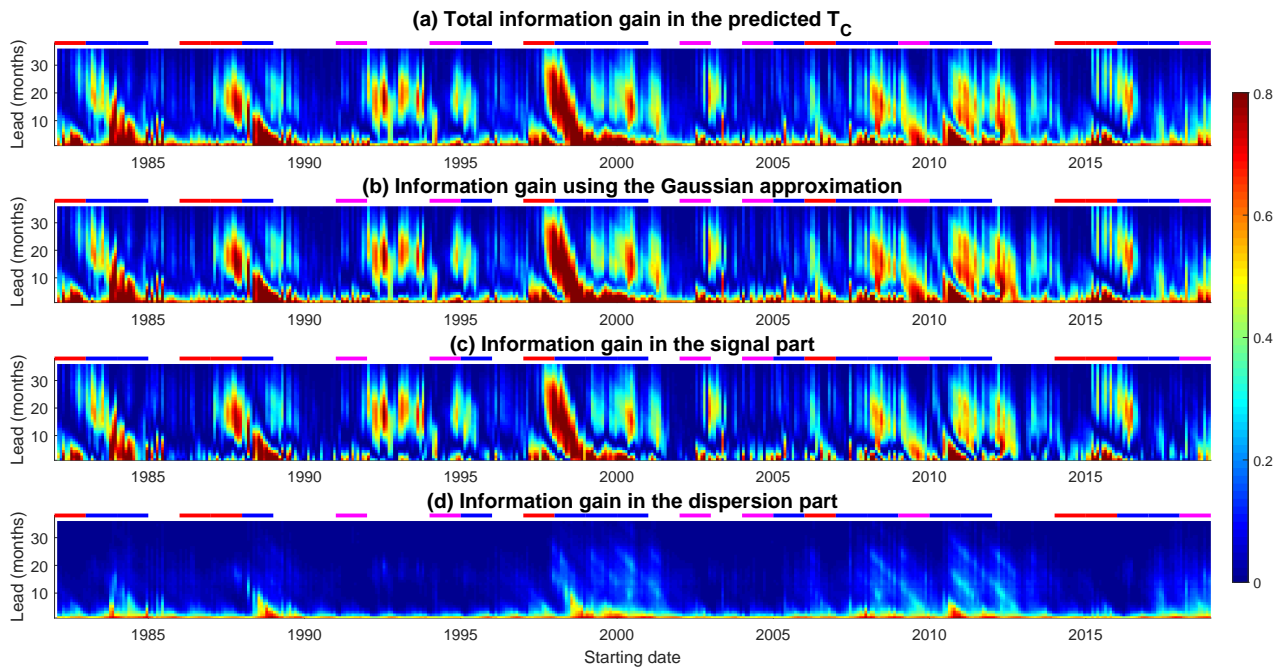 (a) Total information gain in the predicted T_C
Lead (months)
30
20
10
1985 1990 1995 2000 2005 2010 2015
(b) Information gain using the Gaussian approximation
Lead (months)
30
20
10
1985 1990 1995 2000 2005 2010 2015
(c) Information gain in the signal part
Lead (months)
30
20
10
1985 1990 1995 2000 2005 2010 2015
(d) Information gain in the dispersion part
Lead (months)
30
20
10
1985 1990 1995 2000 2005 2010 2015
Starting date
0.8
0.6
0.4
0.2
0